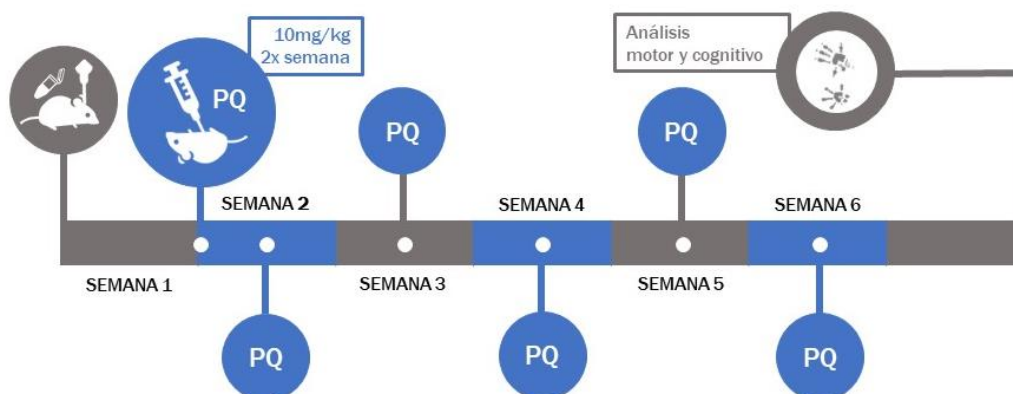 10mg/kg
2x semana
Análisis
motor y cognitivo
PQ
PQ
PQ
SEMANA 2
SEMANA 4
SEMANA 6
SEMANA 1
SEMANA 3
SEMANA 5
PQ
PQ
PQ